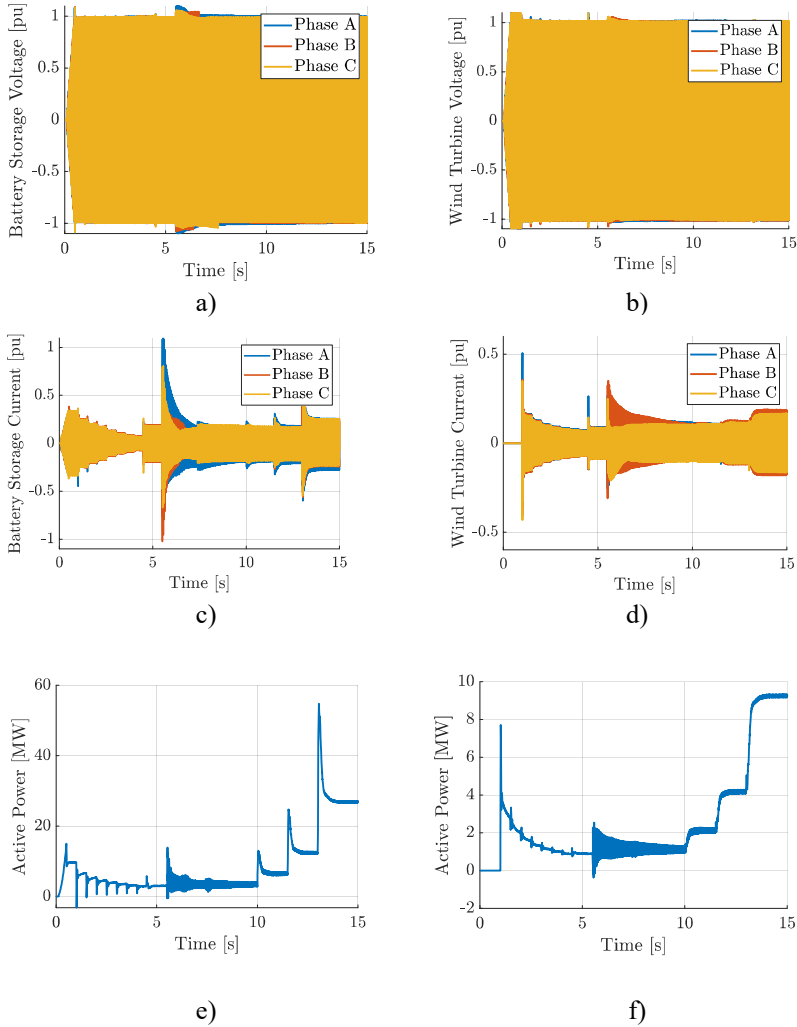 Battery Storage Voltage [pu]
1
0.5
0
-0.5
-1
Phase A
Phase B
Phase C
0
5
10
15
Time [s]
a)
Wind Turbine Voltage [pu]
1
0.5
0
-0.5
-1
Phase A
Phase B
Phase C
0
5
10
15
Time [s]
b)
Battery Storage Current [pu]
1
0.5
0
-0.5
-1
Phase A
Phase B
Phase C
0
5
10
15
Time [s]
c)
Wind Turbine Current [pu]
0.5
0
-0.5
Phase A
Phase B
Phase C
0
5
10
15
Time [s]
d)
Active Power [MW]
60
40
20
0
0
5
10
15
Time [s]
e)
Active Power [MW]
10
8
6
4
2
0
-2
0
5
10
15
Time [s]
f)